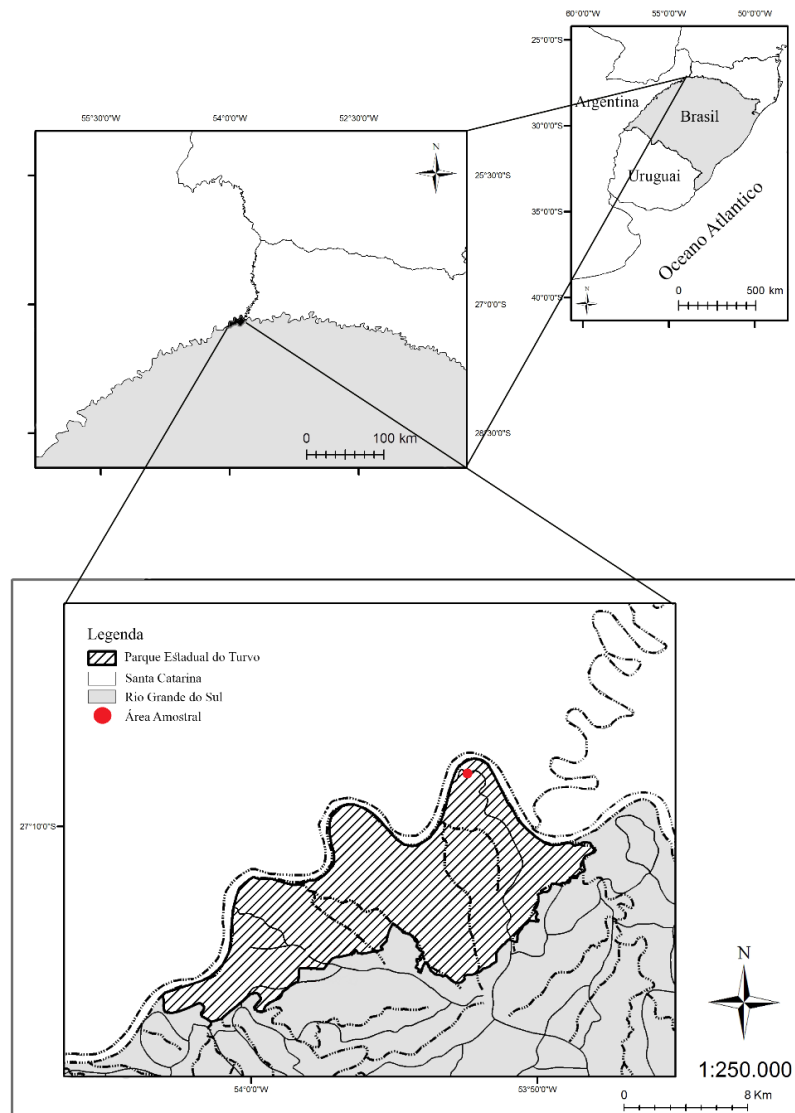 60°0'0"W
55°0'0"W
50°0'0"W
25°0'0"S
30°0'0"S
35°0'0"S
40°0'0"S
Argentina
Brasil
Uruguai
Oceano Atlantico
0
500 km
N
55°30'0"W
54°0'0"W
52°30'0"W
N
25°30'0"S
27°0'0"S
28°30'0"S
0
100 km
Legenda
Parque Estadual do Turvo
Santa Catarina
Rio Grande do Sul
Área Amostral
27°10'0"S
54°0'0"W
53°50'0"W
N
1:250.000
0
8 Km